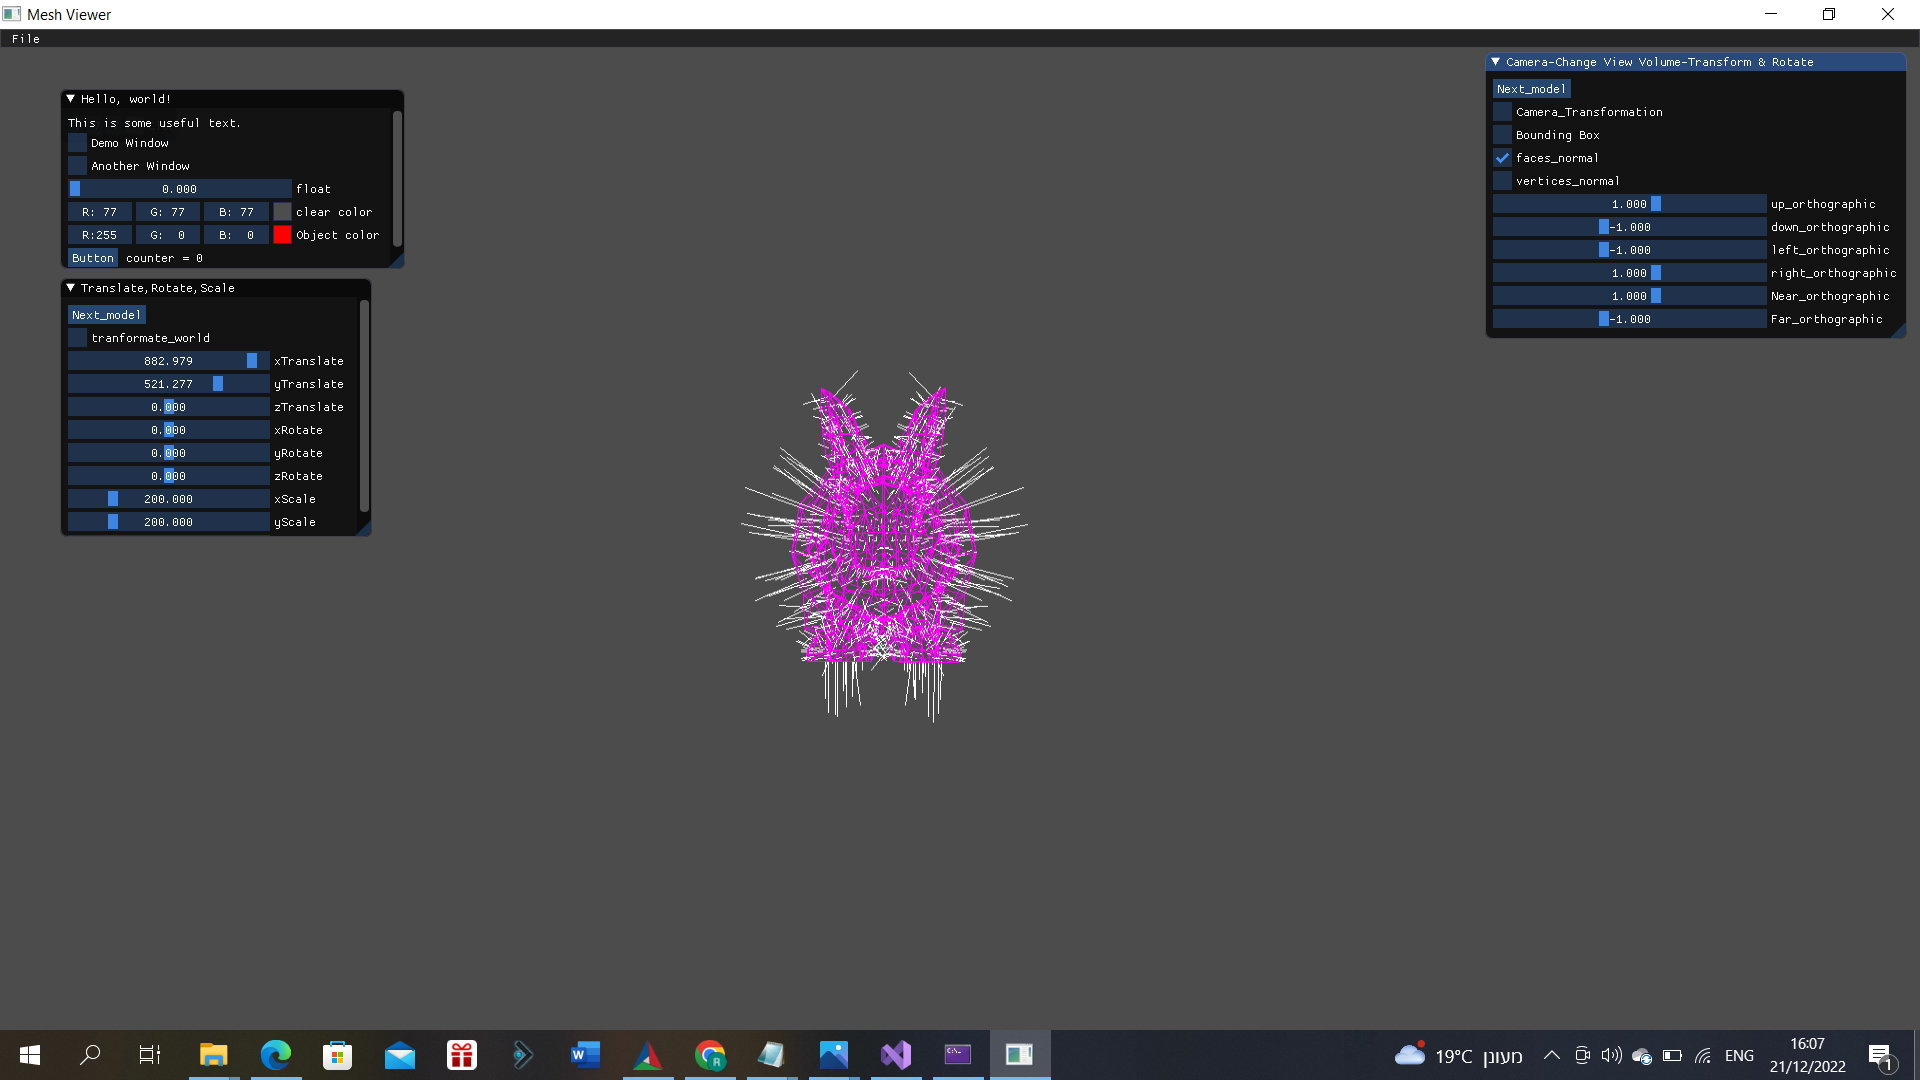 Mesh Viewer
File
Hello, world!
This is some useful text.
Demo Window
Another Window
0.000 float
R: 77 G: 77 B: 77 clear color
R:255 G: 0 B: 0 Object color
Button counter = 0
Translate,Rotate,Scale
Next_model
tranformate_world
882.979 xTranslate
521.277 yTranslate
0.000 zTranslate
0.000 xRotate
0.000 yRotate
0.000 zRotate
200.000 xScale
200.000 yScale
Camera-Change View Volume-Transform & Rotate
Next_model
Camera_Transformation
Bounding Box
faces_normal
vertices_normal
1.000 up_orthographic
-1.000 down_orthographic
-1.000 left_orthographic
1.000 right_orthographic
1.000 Near_orthographic
-1.000 Far_orthographic
19°C מעונן
ENG
16:07
21/12/2022
1